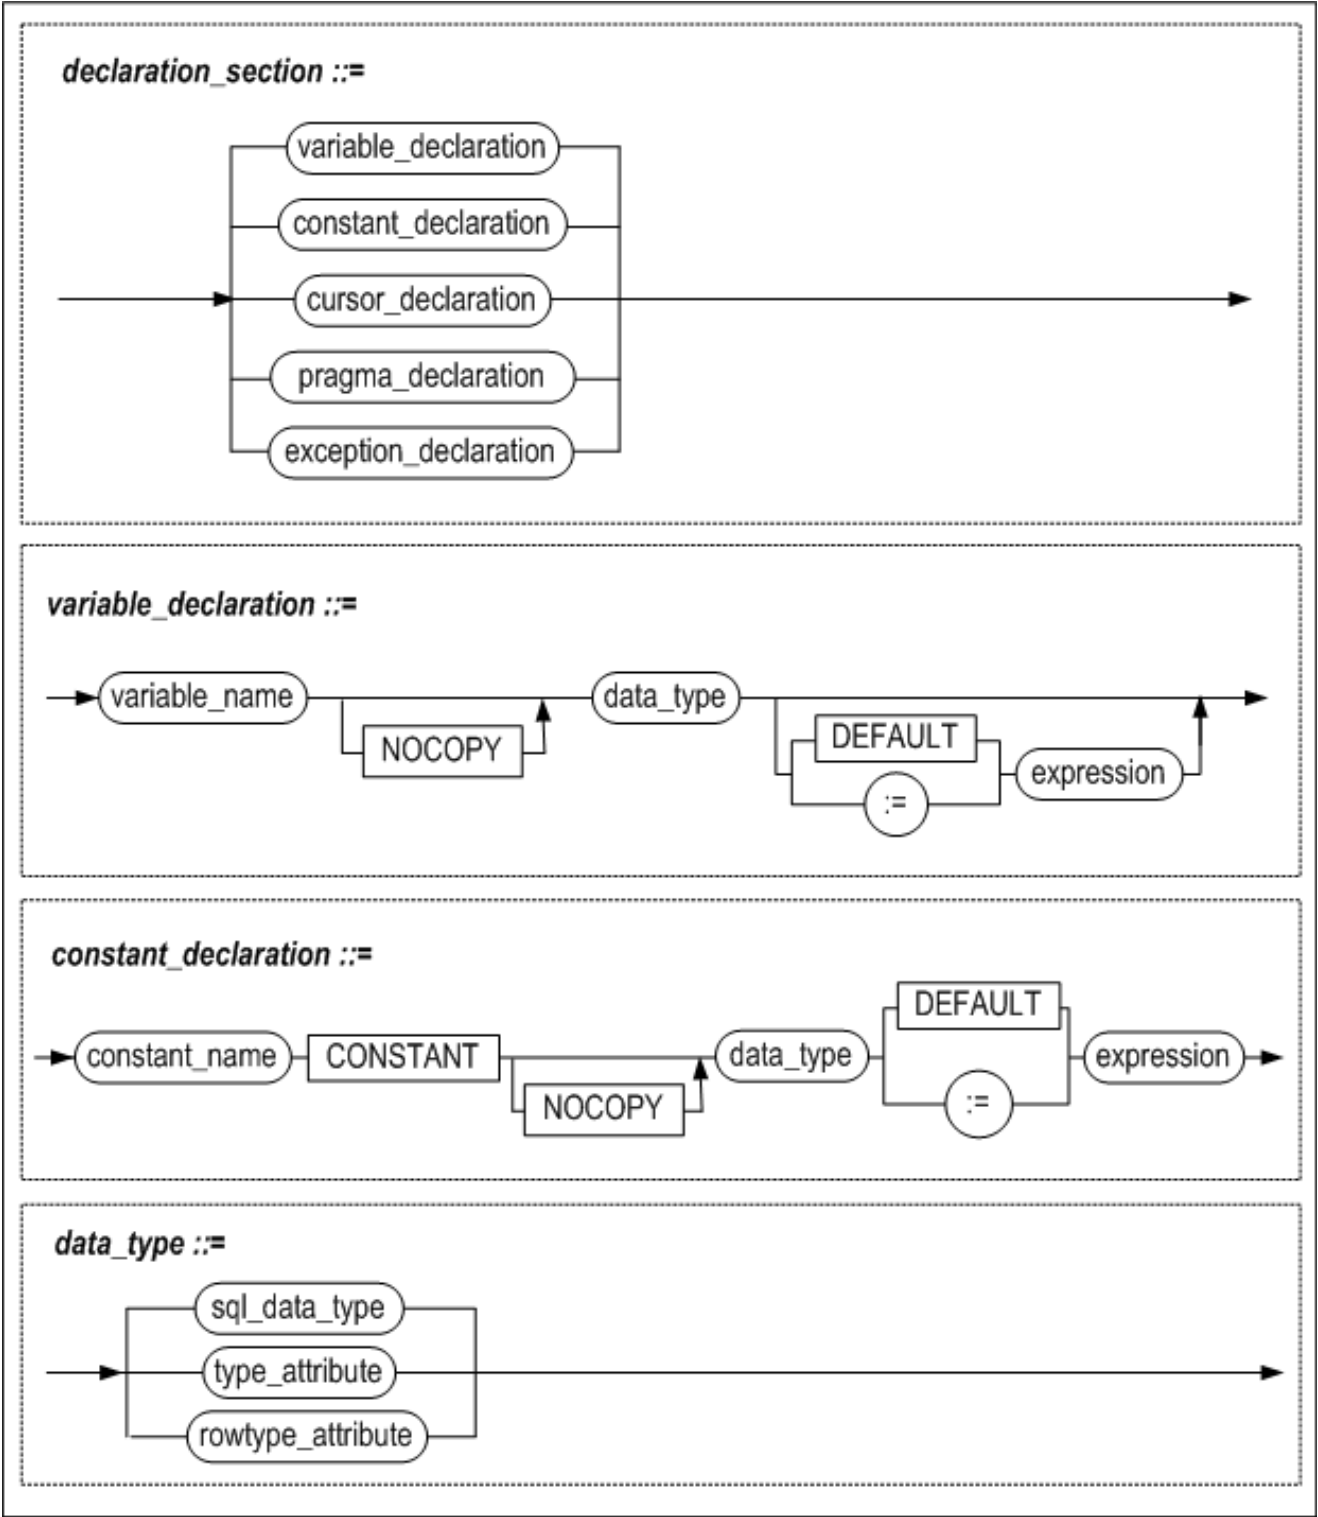 declaration_section ::=
variable_declaration
constant_declaration
cursor_declaration
pragma_declaration
exception_declaration
variable_declaration ::=
variable_name data_type
NOCOPY DEFAULT
expression
:=
constant_declaration ::=
DEFAULT
constant_name CONSTANT data_type expression
NOCOPY :=
data_type ::=
sql_data_type
type_attribute
rowtype_attribute